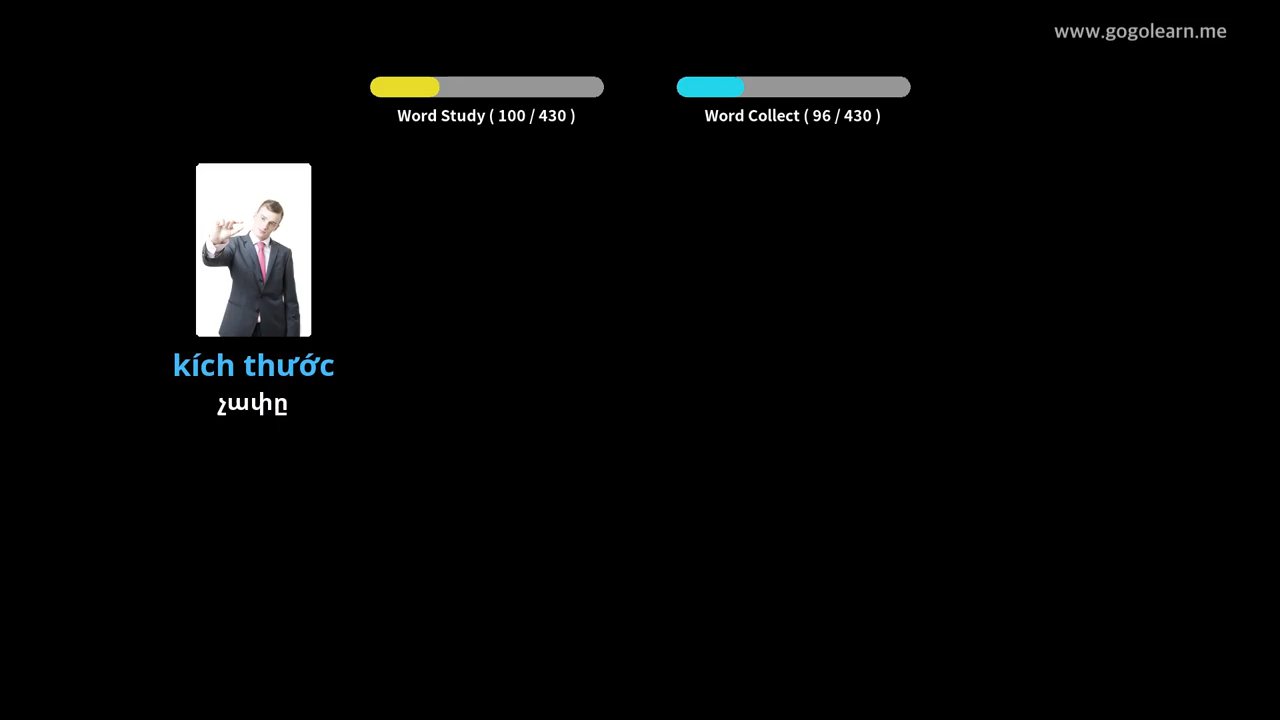 www.gogolearn.me
Word Study ( 100 / 430 )
Word Collect ( 96 / 430 )
kích thước
չափը